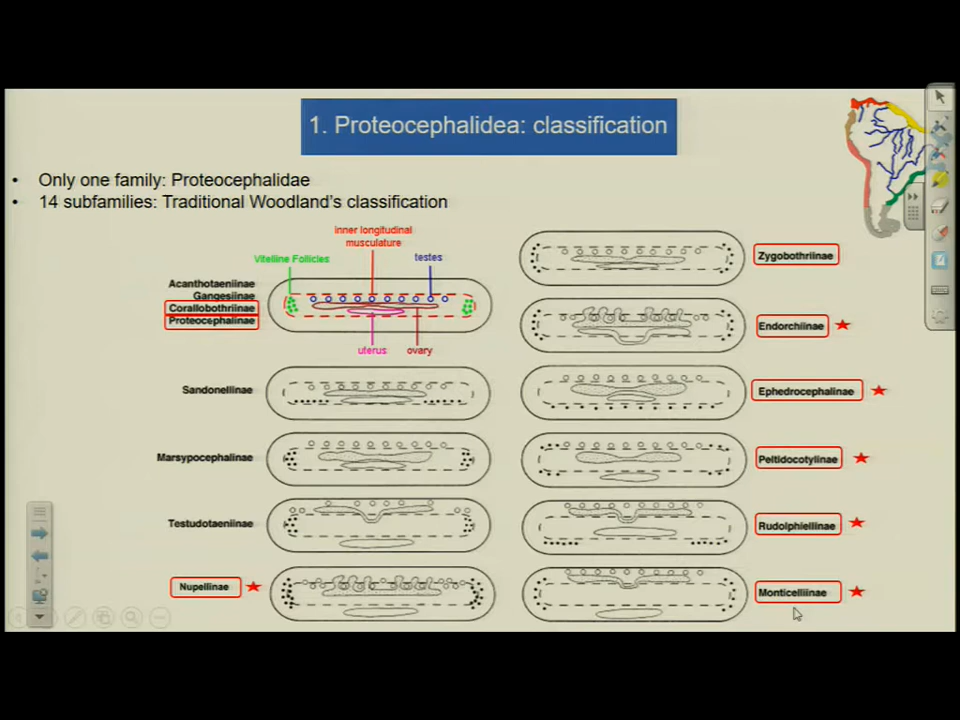 1. Proteocephalidea: classification
• Only one family: Proteocephalidae
• 14 subfamilies: Traditional Woodland's classification
inner longitudinal
musculature
Vitelline Follicles
testes
Acanthotaeniinae
Gangesiinae
Corallobothriinae
Proteocephalinae
uterus
ovary
Sandonellinae
Marsypocephalinae
Testudotaeniinae
Nupellinae
Zygobothriinae
Endorchiinae
Ephedrocephalinae
Peltidocotylinae
Rudolphiellinae
Monticelliinae